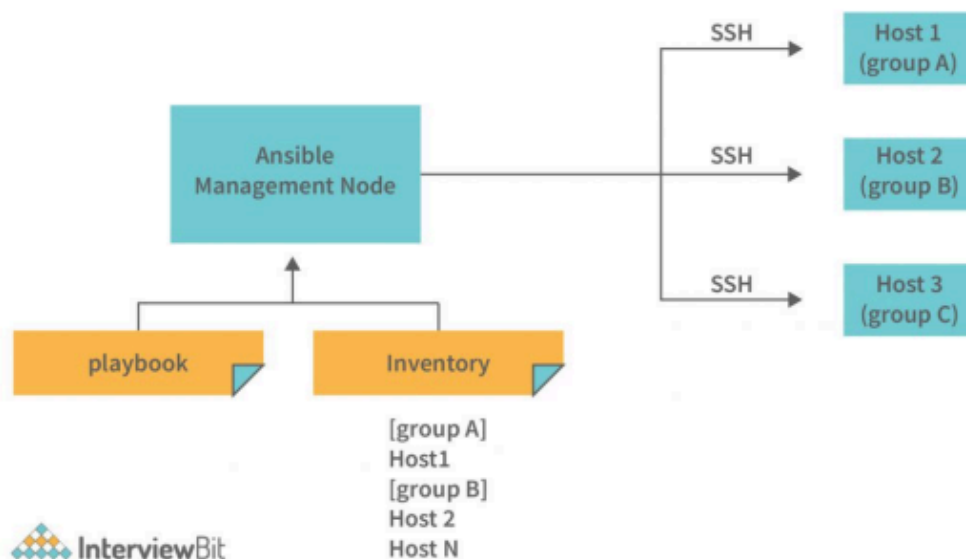 SSH
Host 1
(group A)
Ansible
Management Node
SSH
Host 2
(group B)
SSH
Host 3
(group C)
playbook
Inventory
[group A]
Host1
[group B]
Host 2
Host N
InterviewBit